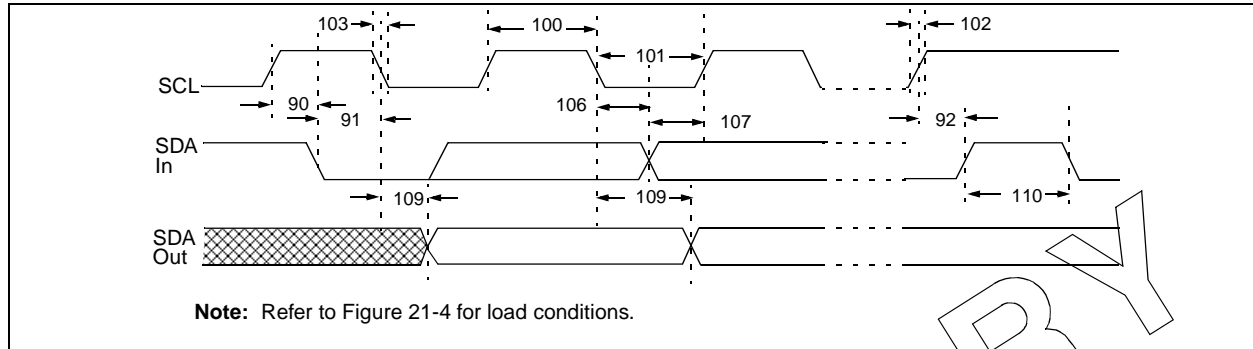 103
100
101
102
SCL
90
91
106
107
92
SDA
In
109
109
110
SDA
Out
Note: Refer to Figure 21-4 for load conditions.
R Y